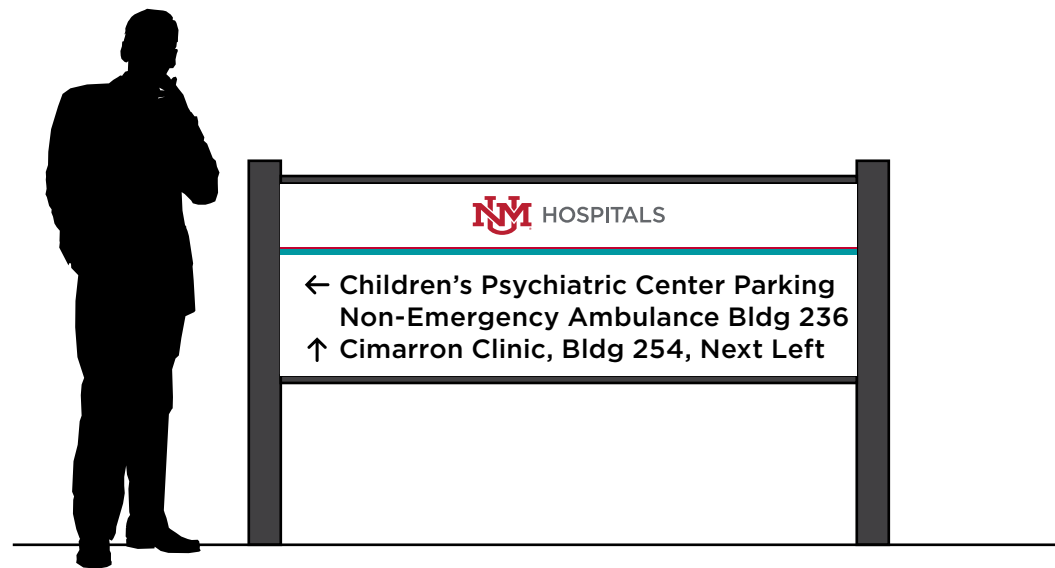 UNM HOSPITALS
← Children's Psychiatric Center Parking
Non-Emergency Ambulance Bldg 236
↑ Cimarron Clinic, Bldg 254, Next Left